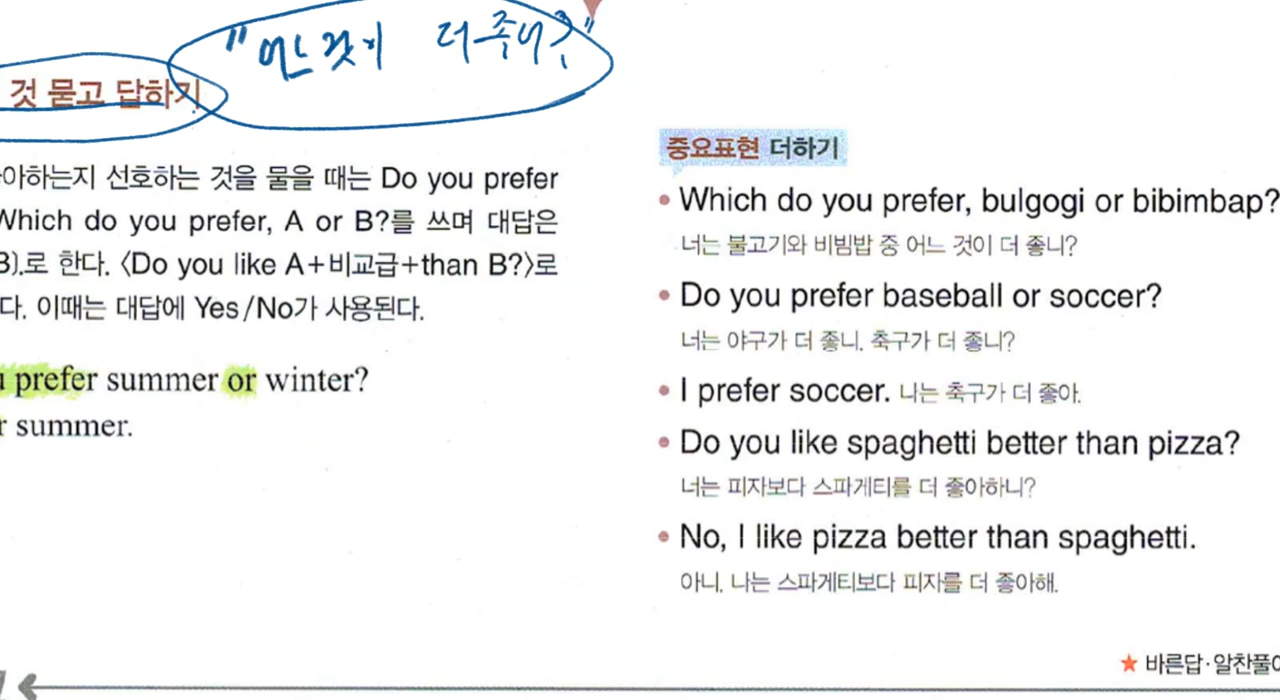 "어느 것이 더 좋니?"
것 묻고 답하기
아하는지 선호하는 것을 물을 때는 Do you prefer
Which do you prefer, A or B?를 쓰며 대답은
B).로 한다. 〈Do you like A+비교급+than B?〉로
다. 이때는 대답에 Yes/No가 사용된다.
prefer summer or winter?
summer.
중요표현 더하기
• Which do you prefer, bulgogi or bibimbap?
너는 불고기와 비빔밥 중 어느 것이 더 좋니?
• Do you prefer baseball or soccer?
너는 야구가 더 좋니, 축구가 더 좋니?
• I prefer soccer. 나는 축구가 더 좋아.
• Do you like spaghetti better than pizza?
너는 피자보다 스파게티를 더 좋아하니?
• No, I like pizza better than spaghetti.
아니, 나는 스파게티보다 피자를 더 좋아해.
★ 바른답·알찬풀이